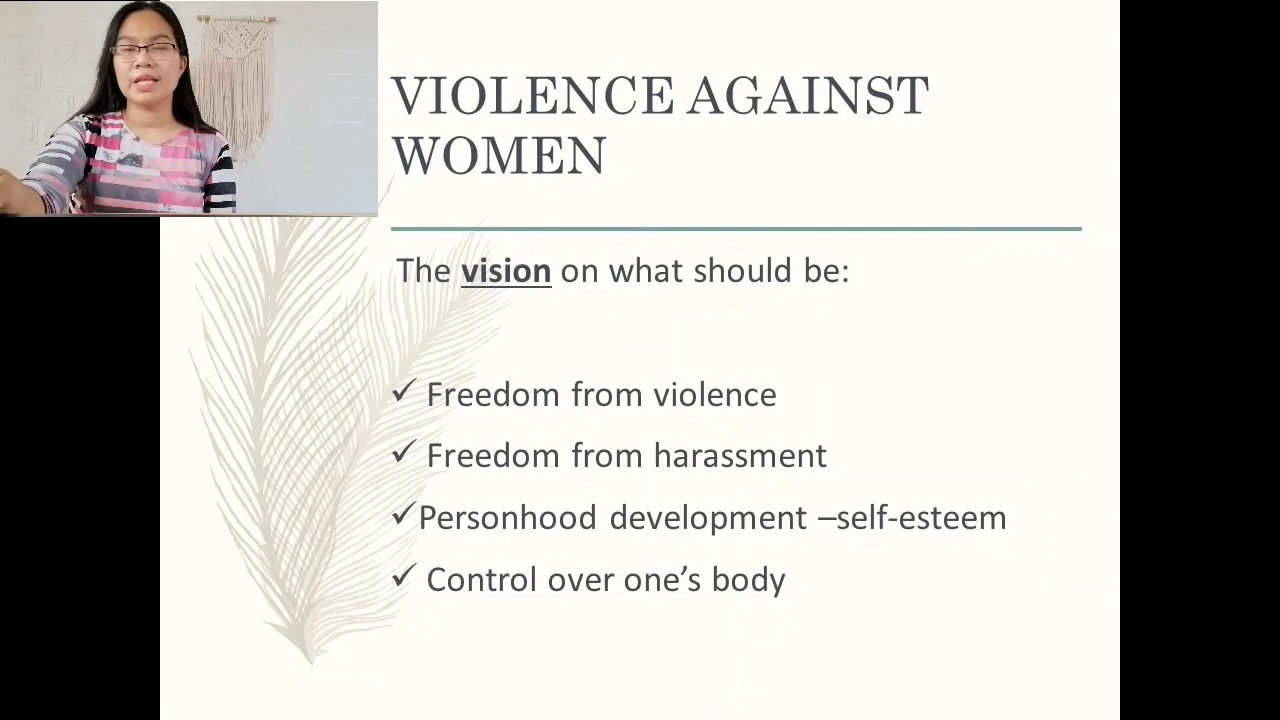 VIOLENCE AGAINST
WOMEN
The vision on what should be:
✓ Freedom from violence
✓ Freedom from harassment
✓Personhood development –self-esteem
✓ Control over one’s body